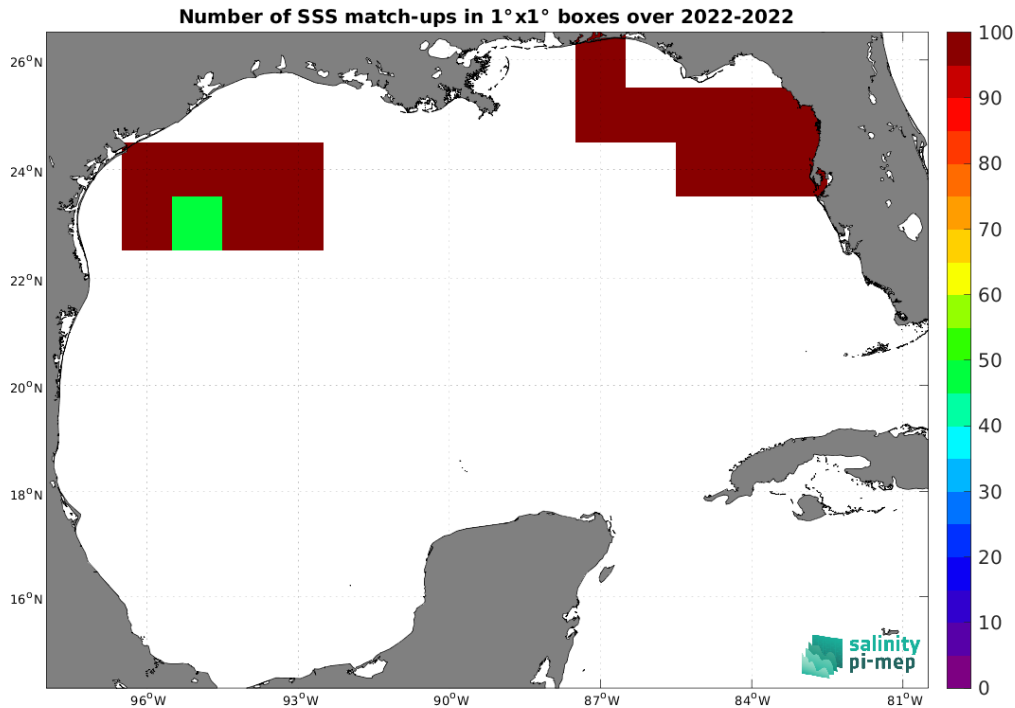 Number of SSS match-ups in 1°x1° boxes over 2022-2022
26°N
24°N
22°N
20°N
18°N
16°N
96°W
93°W
90°W
87°W
84°W
81°W
100
90
80
70
60
50
40
30
20
10
0
salinity
pi-mep